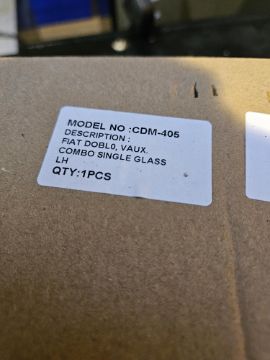 MODEL NO :CDM-405
DESCRIPTION :
FIAT DOBL0, VAUX.
COMBO SINGLE GLASS
LH
QTY:1PCS